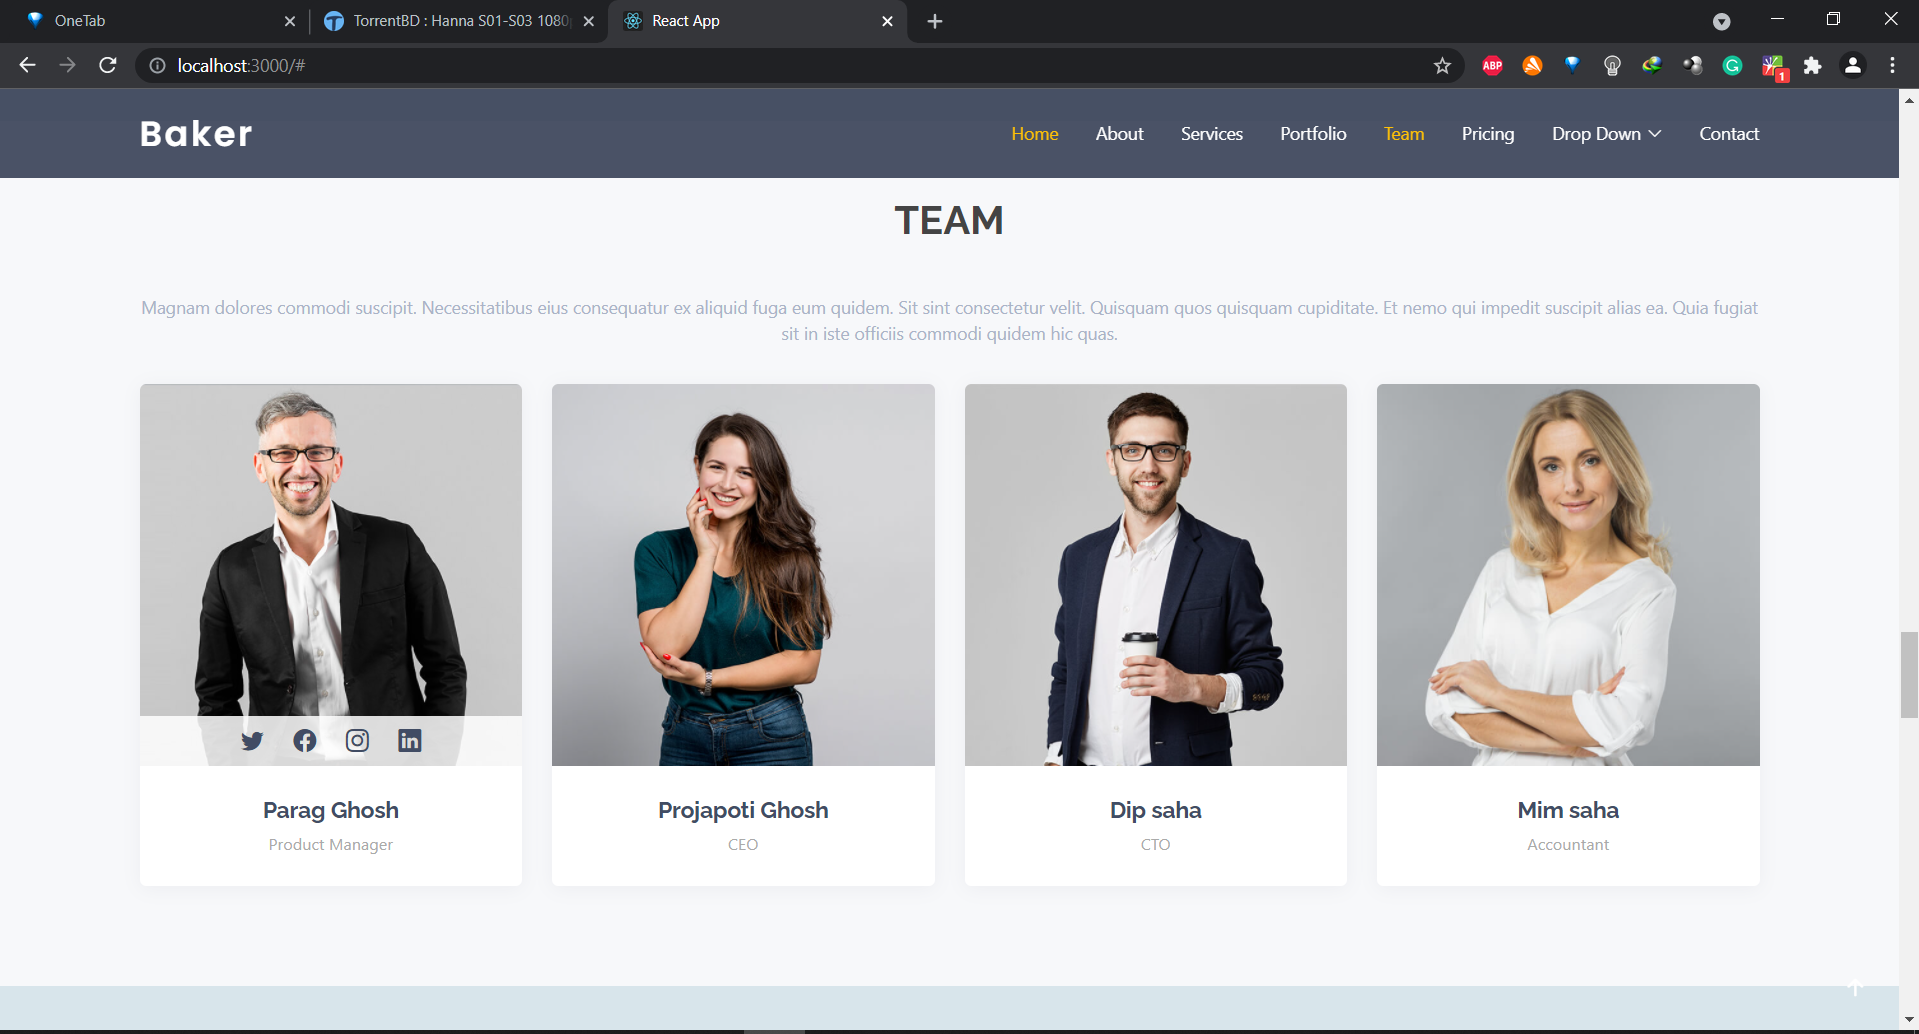 OneTab
TorrentBD : Hanna S01-S03 1080p
React App
localhost:3000/#
ABP
1
Baker
Home About Services Portfolio Team Pricing Drop Down Contact
TEAM
Magnam dolores commodi suscipit. Necessitatibus eius consequatur ex aliquid fuga eum quidem. Sit sint consectetur velit. Quisquam quos quisquam cupiditate. Et nemo qui impedit suscipit alias ea. Quia fugiat
sit in iste officiis commodi quidem hic quas.
Parag Ghosh
Product Manager
Projapoti Ghosh
CEO
Dip saha
CTO
Mim saha
Accountant